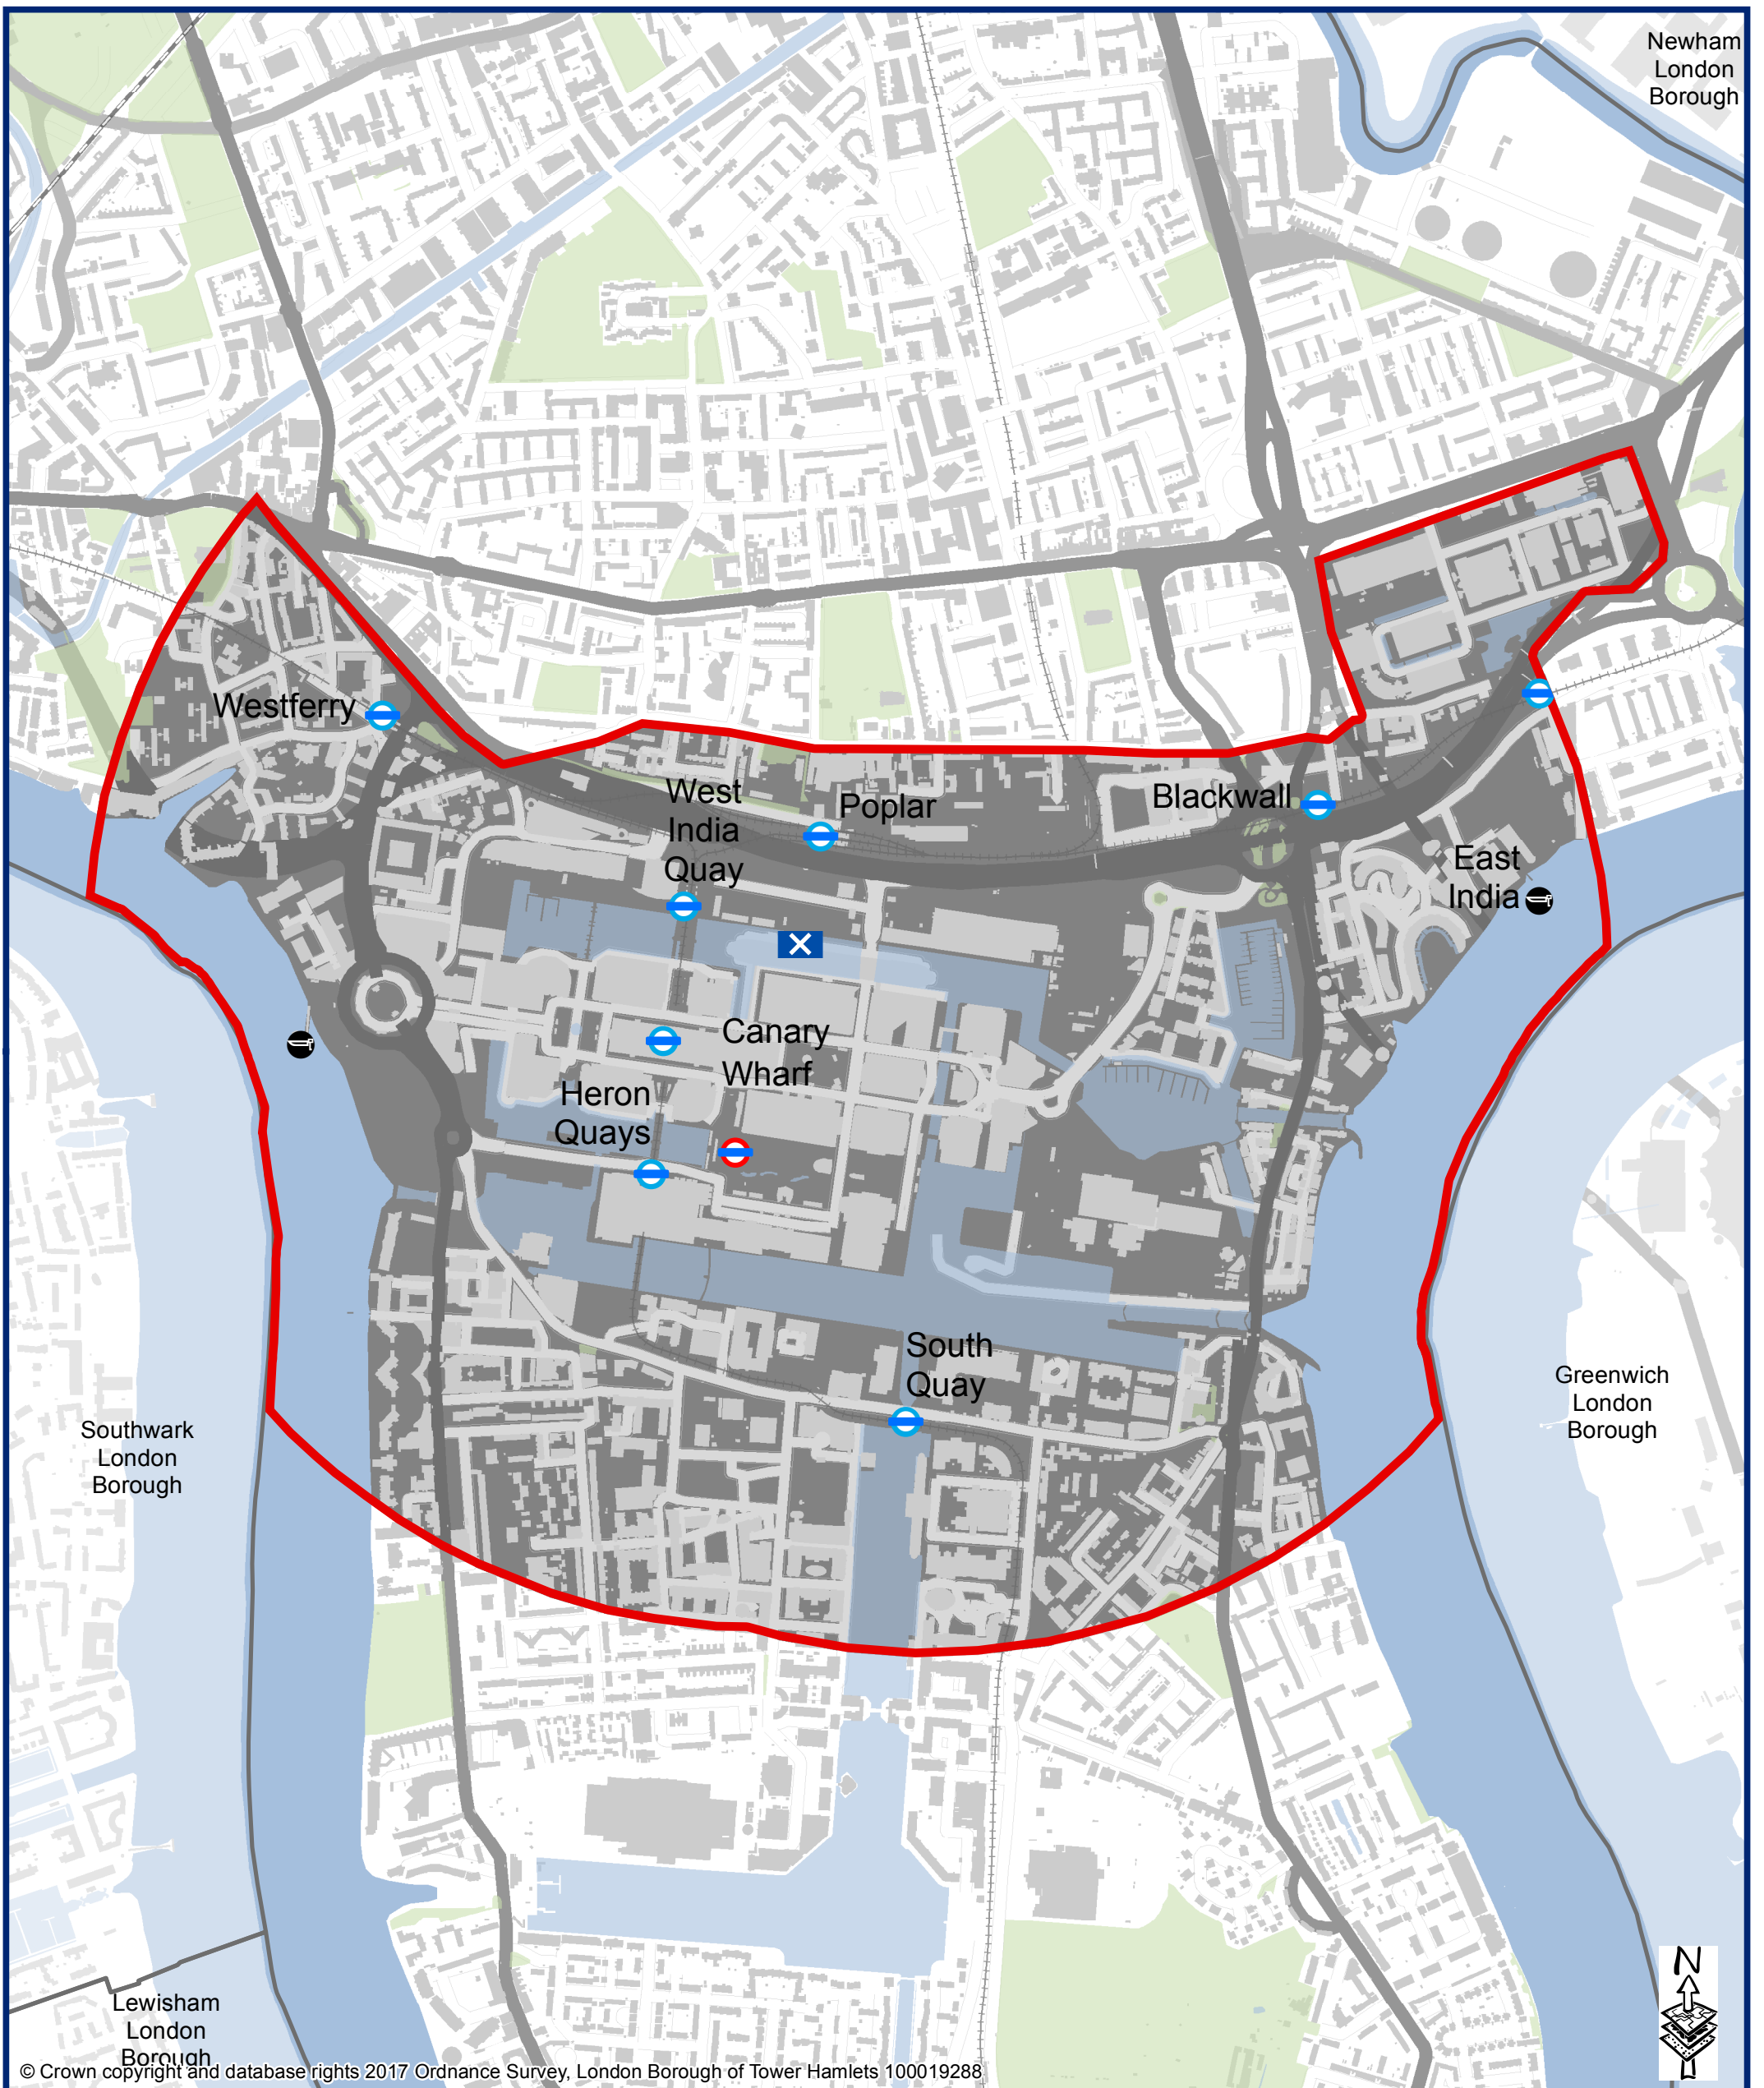 Newham
London
Borough
Westferry
West
India
Quay
Poplar
Blackwall
East
India
Canary
Wharf
Heron
Quays
South
Quay
Southwark
London
Borough
Greenwich
London
Borough
Lewisham
London
Borough
N
© Crown copyright and database rights 2017 Ordnance Survey, London Borough of Tower Hamlets 100019288